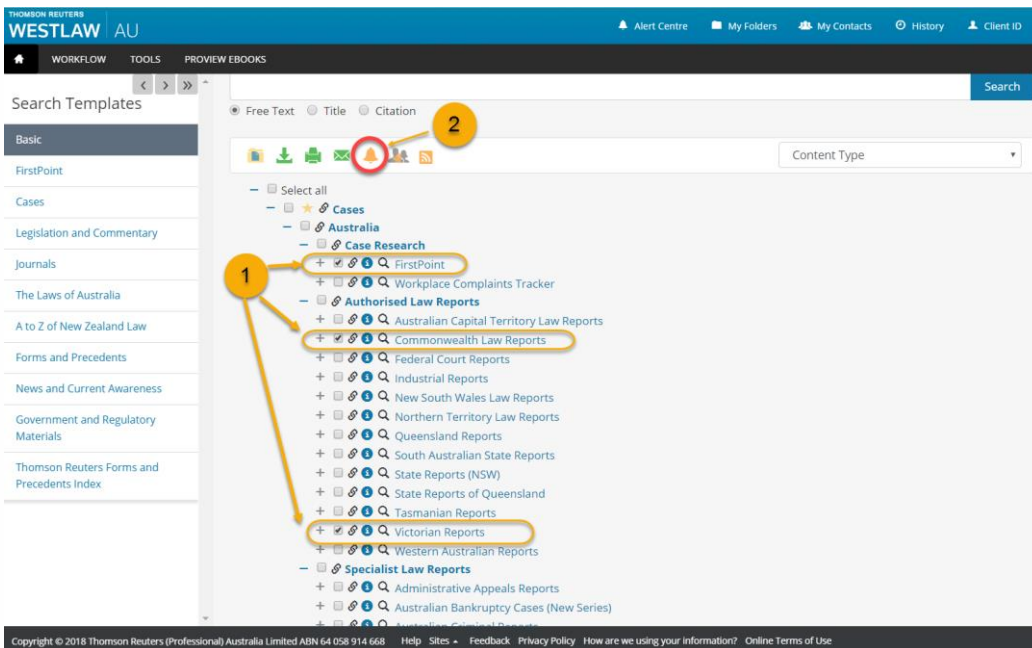 THOMSON REUTERS
WESTLAW AU
Alert Centre My Folders My Contacts History Client ID
WORKFLOW TOOLS PROVIEW EBOOKS
Search Templates
Basic
FirstPoint
Cases
Legislation and Commentary
Journals
The Laws of Australia
A to Z of New Zealand Law
Forms and Precedents
News and Current Awareness
Government and Regulatory
Materials
Thomson Reuters Forms and
Precedents Index
Search
Free Text Title Citation
2
Content Type
Select all
Cases
Australia
Case Research
1
FirstPoint
Workplace Complaints Tracker
Authorised Law Reports
Australian Capital Territory Law Reports
Commonwealth Law Reports
Federal Court Reports
Industrial Reports
New South Wales Law Reports
Northern Territory Law Reports
Queensland Reports
South Australian State Reports
State Reports (NSW)
State Reports of Queensland
Tasmanian Reports
Victorian Reports
Western Australian Reports
Specialist Law Reports
Administrative Appeals Reports
Australian Bankruptcy Cases (New Series)
Australian Criminal Reports
Copyright © 2018 Thomson Reuters (Professional) Australia Limited ABN 64 058 914 668 Help Sites Feedback Privacy Policy How are we using your information? Online Terms of Use